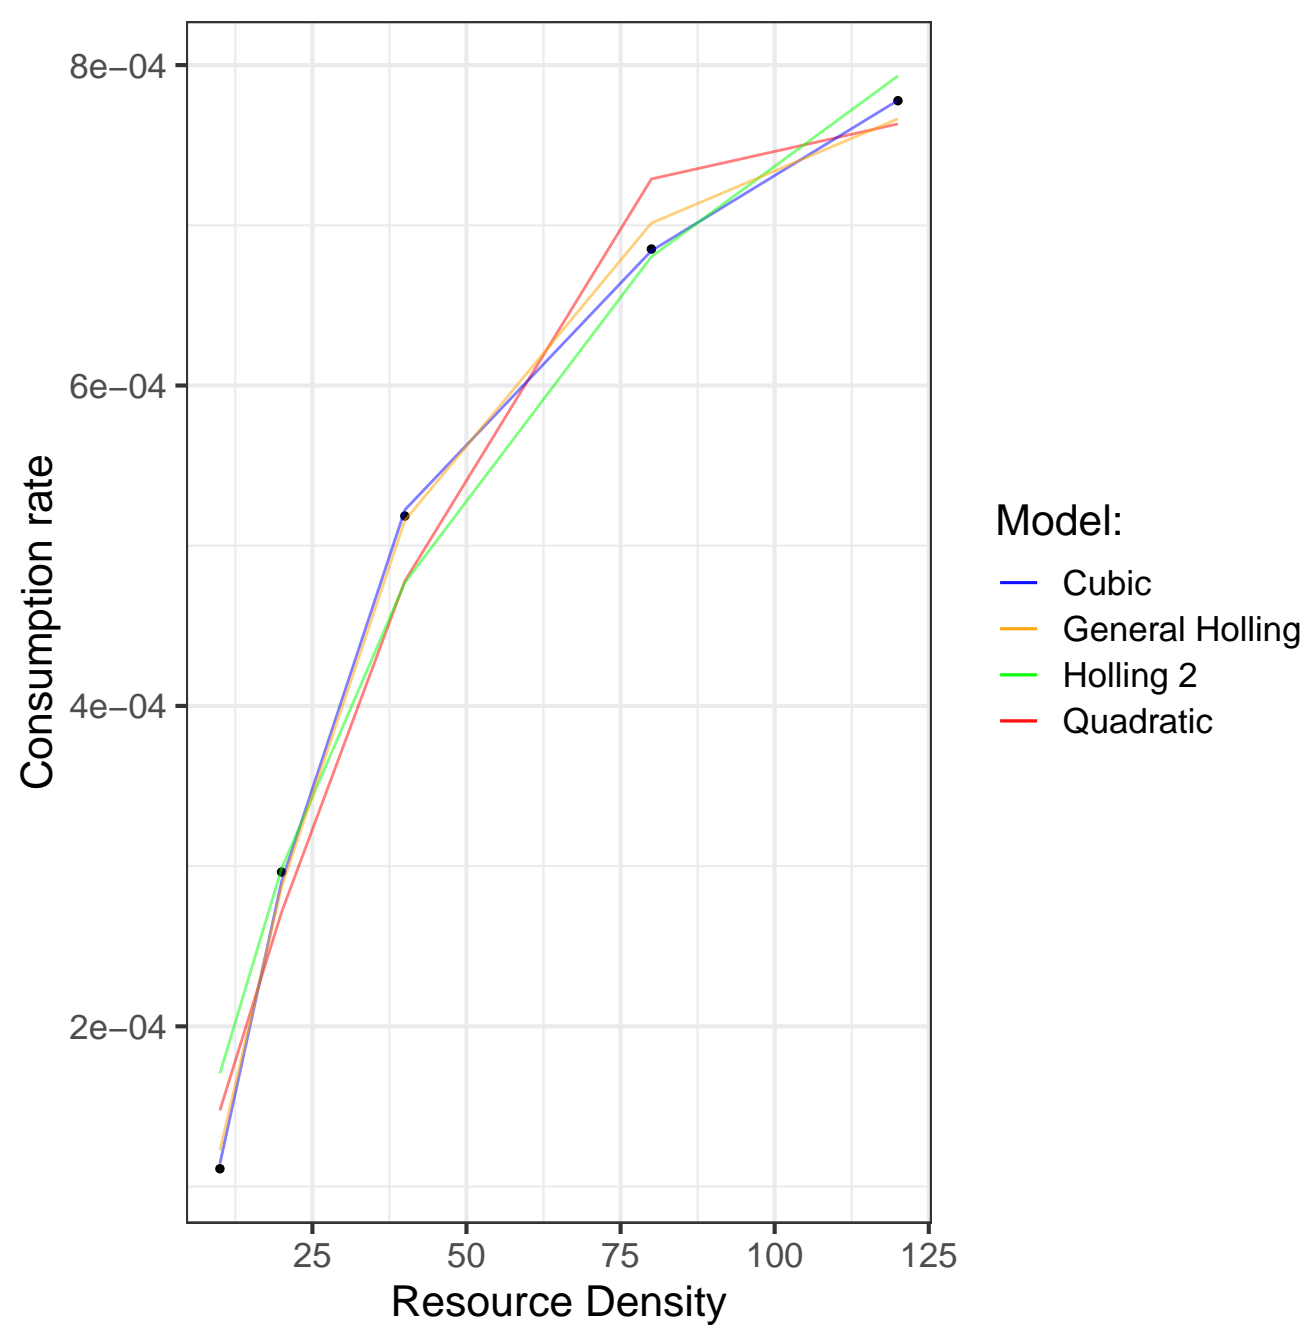 8e−04
6e−04
4e−04
2e−04
Consumption rate
25 50 75 100 125
Resource Density
Model:
Cubic
General Holling
Holling 2
Quadratic